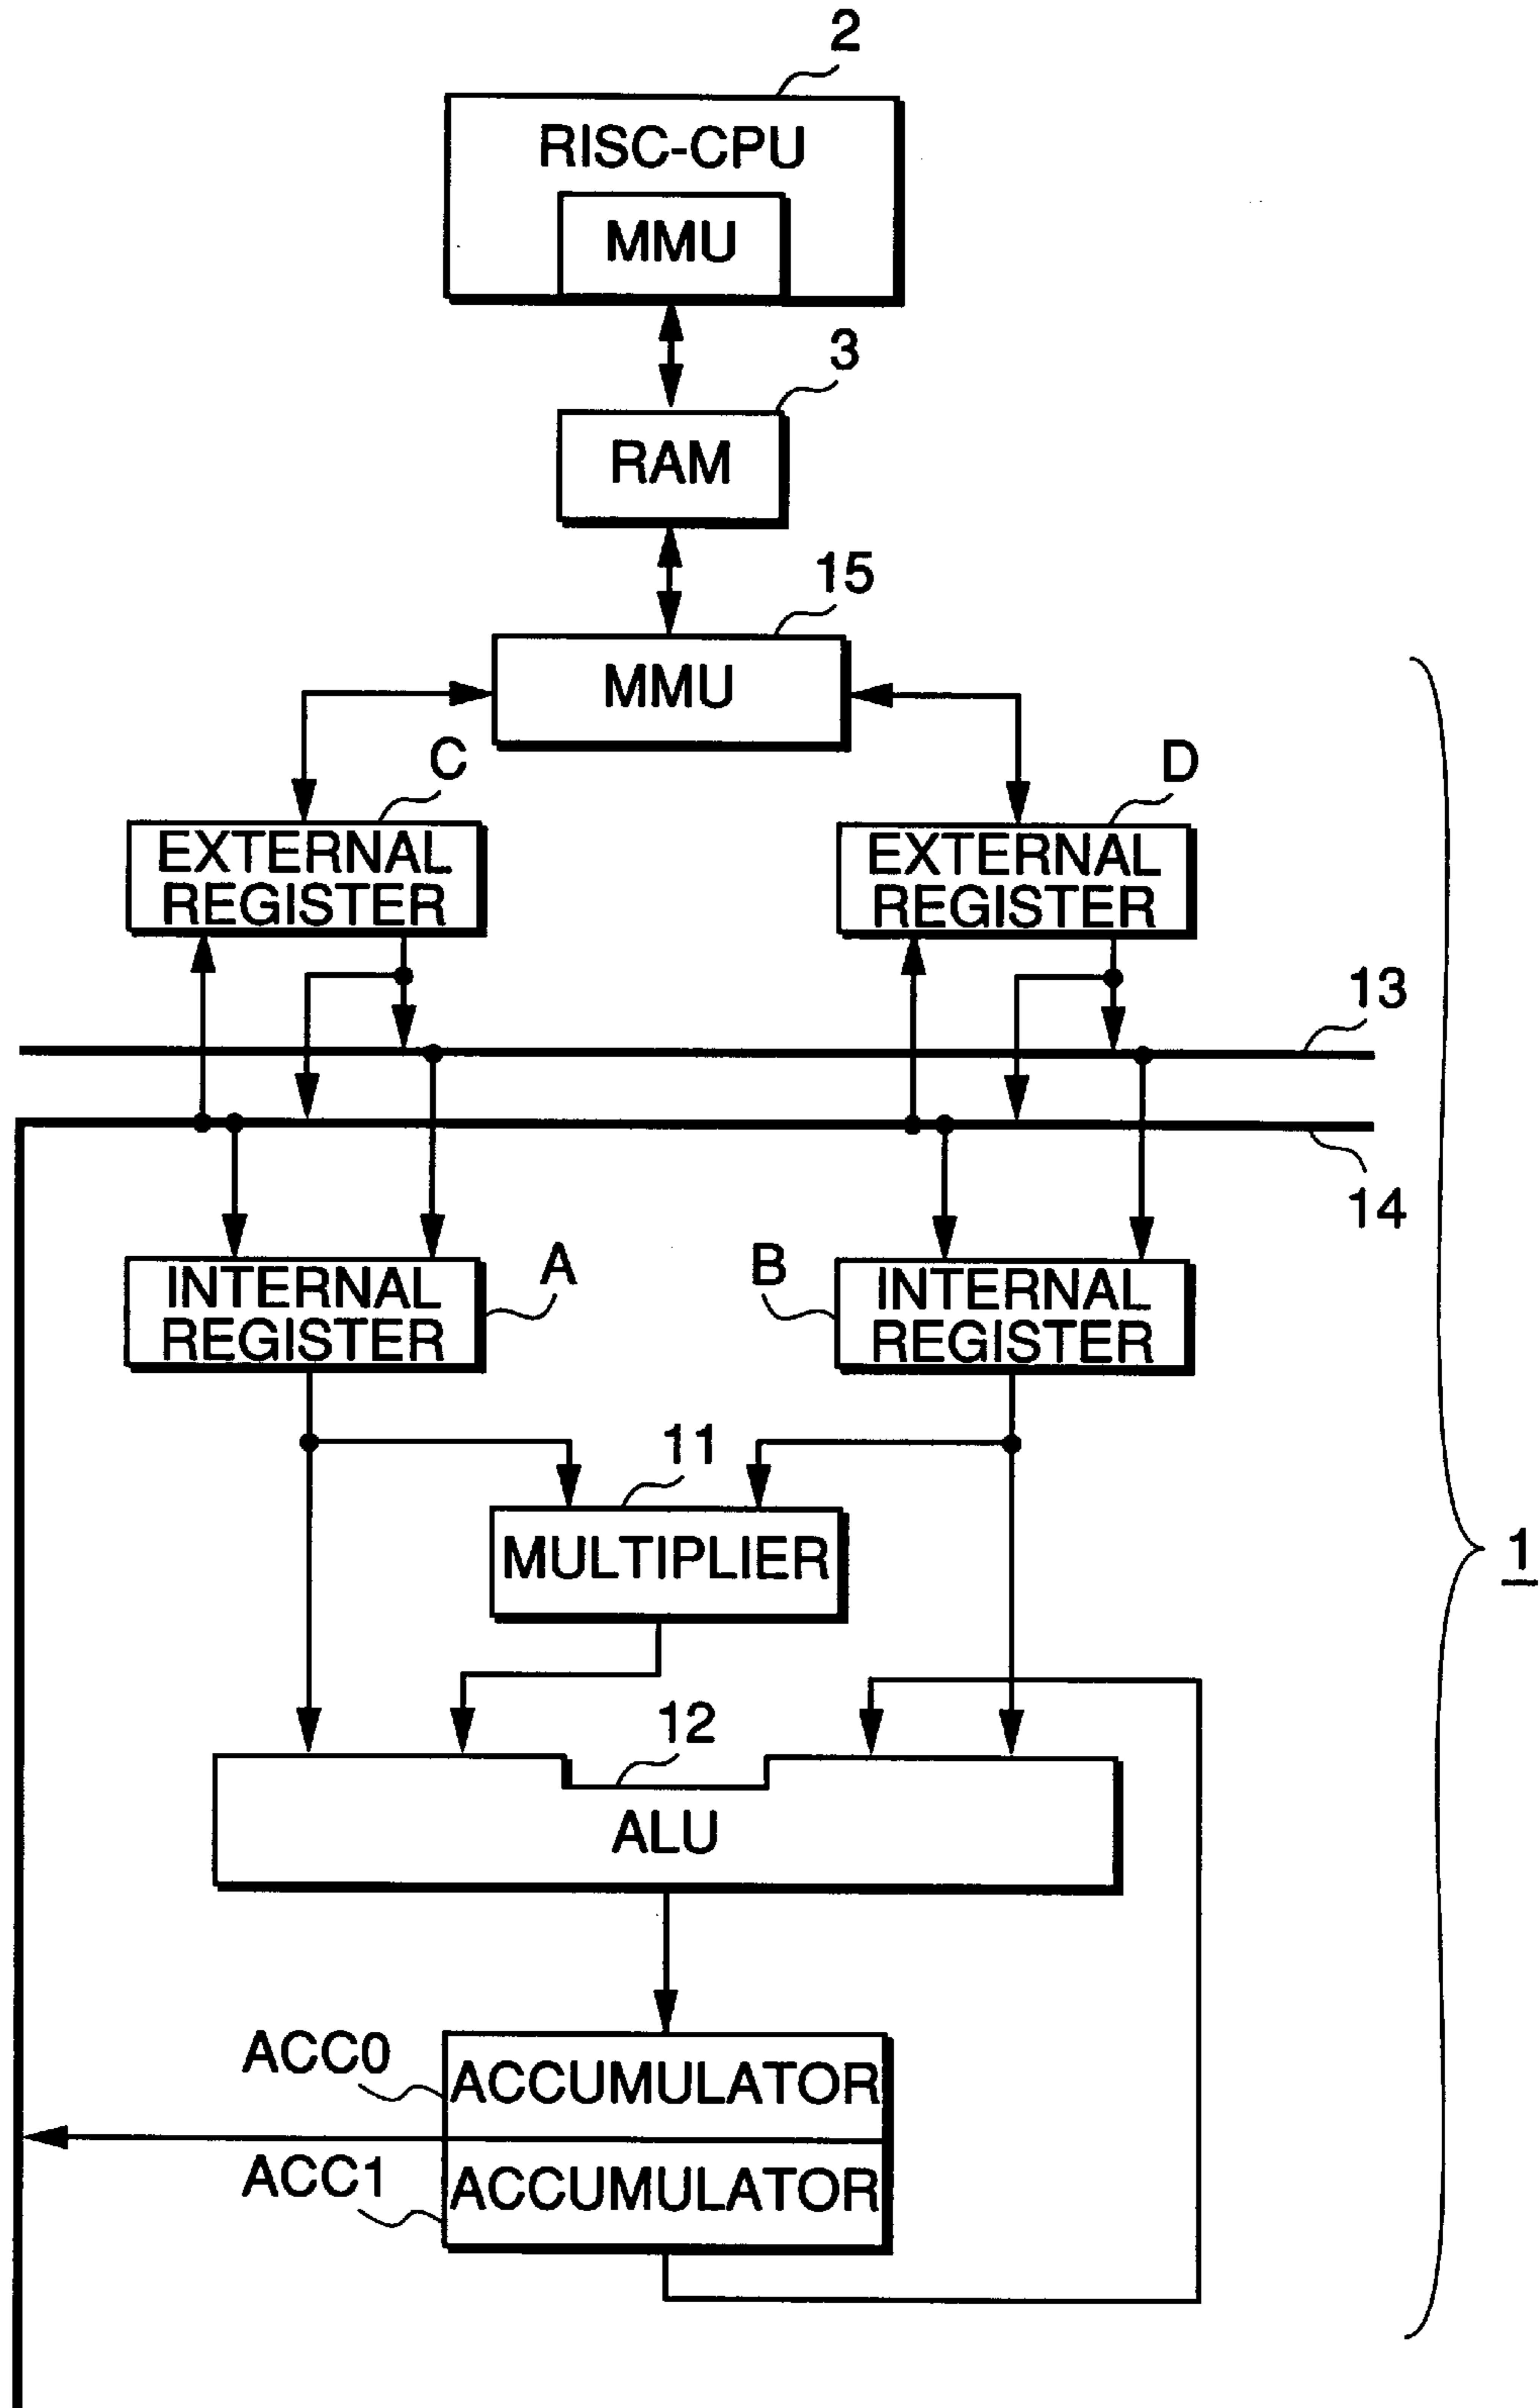 2
RISC-CPU
MMU
3
RAM
15
MMU
C
D
EXTERNAL
REGISTER
EXTERNAL
REGISTER
13
14
A
B
INTERNAL
REGISTER
INTERNAL
REGISTER
11
MULTIPLIER
1
12
ALU
ACC0
ACCUMULATOR
ACC1
ACCUMULATOR